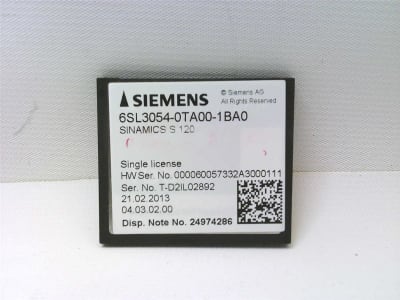 SIEMENS
© Siemens AG
All Rights Reserved
6SL3054-0TA00-1BA0
SINAMICS S 120
Single license
HW Ser. No. 000060057332A3000111
Ser. No. T-D2IL02892
21.02.2013
04.03.02.00
Disp. Note No. 24974286